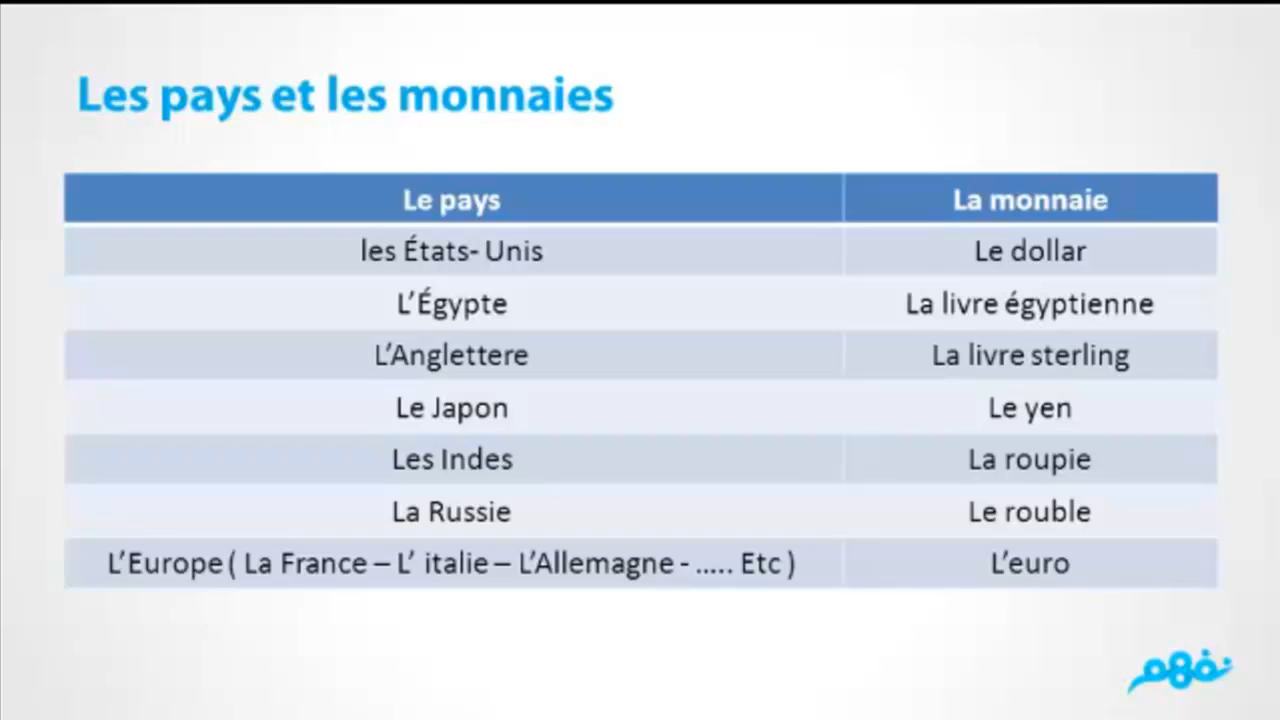 Les pays et les monnaies
Le pays La monnaie
les États- Unis Le dollar
L’Égypte La livre égyptienne
L’Anglettere La livre sterling
Le Japon Le yen
Les Indes La roupie
La Russie Le rouble
L’Europe ( La France – L’ italie – L’Allemagne - ..... Etc ) L’euro
نفهم